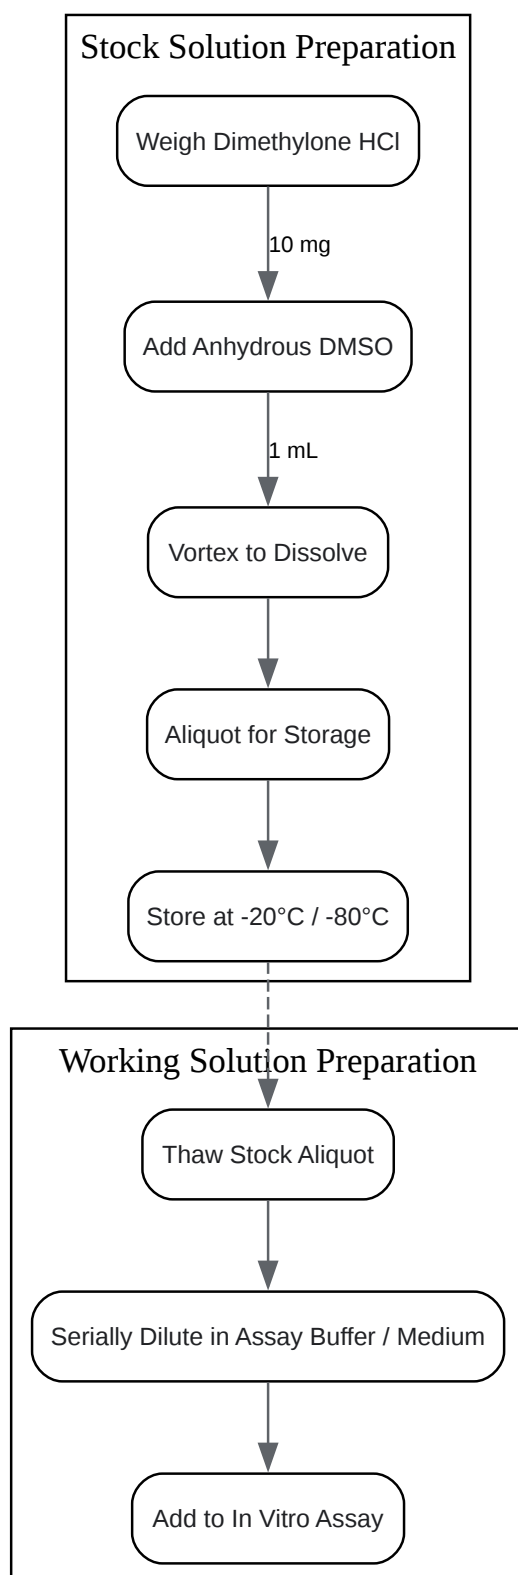 Stock Solution Preparation
Weigh Dimethylone HCl
10 mg
Add Anhydrous DMSO
1 mL
Vortex to Dissolve
Aliquot for Storage
Store at -20°C / -80°C
Working Solution Preparation
Thaw Stock Aliquot
Serially Dilute in Assay Buffer / Medium
Add to In Vitro Assay